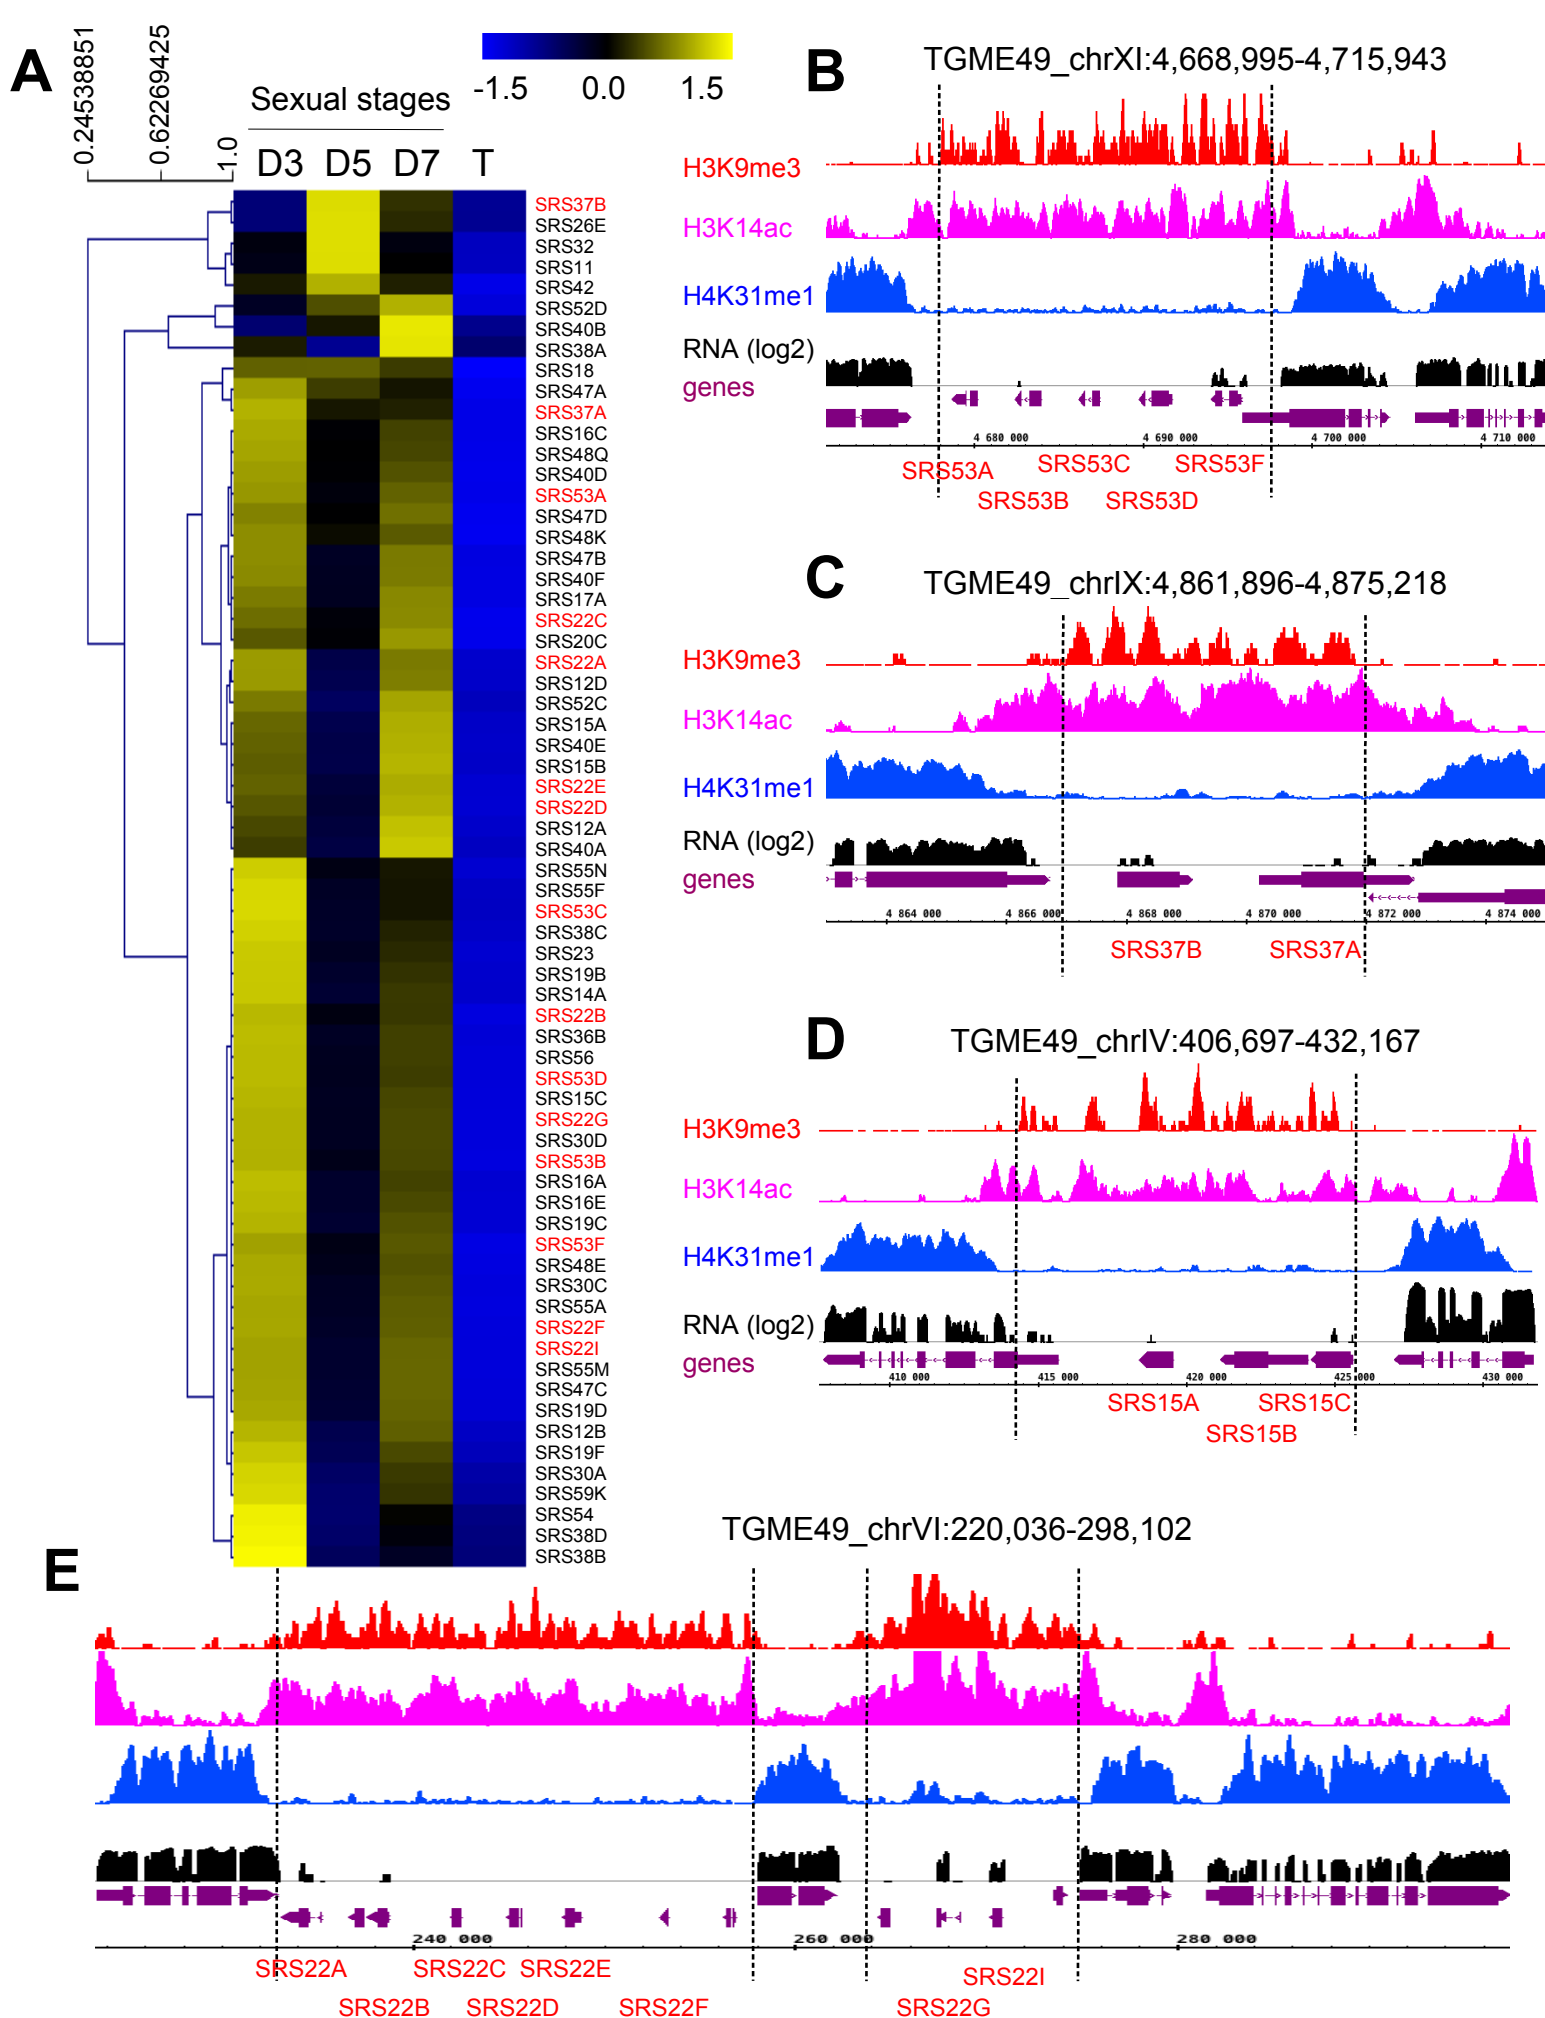 A
0.24538851
0.62269425
1.0
-1.5 0.0 1.5
Sexual stages
D3 D5 D7 T
SRS37B
SRS26E
SRS32
SRS11
SRS42
SRS52D
SRS40B
SRS38A
SRS18
SRS47A
SRS37A
SRS16C
SRS48Q
SRS40D
SRS53A
SRS47D
SRS48K
SRS47B
SRS40F
SRS17A
SRS22C
SRS20C
SRS22A
SRS12D
SRS52C
SRS15A
SRS40E
SRS15B
SRS22E
SRS22D
SRS12A
SRS40A
SRS55N
SRS55F
SRS53C
SRS38C
SRS23
SRS19B
SRS14A
SRS22B
SRS36B
SRS56
SRS53D
SRS15C
SRS22G
SRS30D
SRS53B
SRS16A
SRS16E
SRS19C
SRS53F
SRS48E
SRS30C
SRS55A
SRS22F
SRS22I
SRS55M
SRS47C
SRS19D
SRS12B
SRS19F
SRS30A
SRS59K
SRS54
SRS38D
SRS38B
B
TGME49_chrXI:4,668,995-4,715,943
H3K9me3
H3K14ac
H4K31me1
RNA (log2)
genes
4 680 000 4 690 000 4 700 000 4 710 000
SRS53A SRS53C SRS53F
SRS53B SRS53D
C
TGME49_chrIX:4,861,896-4,875,218
H3K9me3
H3K14ac
H4K31me1
RNA (log2)
genes
4 864 000 4 866 000 4 868 000 4 870 000 4 872 000 4 874 000
SRS37B SRS37A
D
TGME49_chrIV:406,697-432,167
H3K9me3
H3K14ac
H4K31me1
RNA (log2)
genes
410 000 415 000 420 000 425 000 430 000
SRS15A SRS15C
SRS15B
E
TGME49_chrVI:220,036-298,102
240 000 260 000 280 000
SRS22A SRS22C SRS22E SRS22I
SRS22B SRS22D SRS22F SRS22G